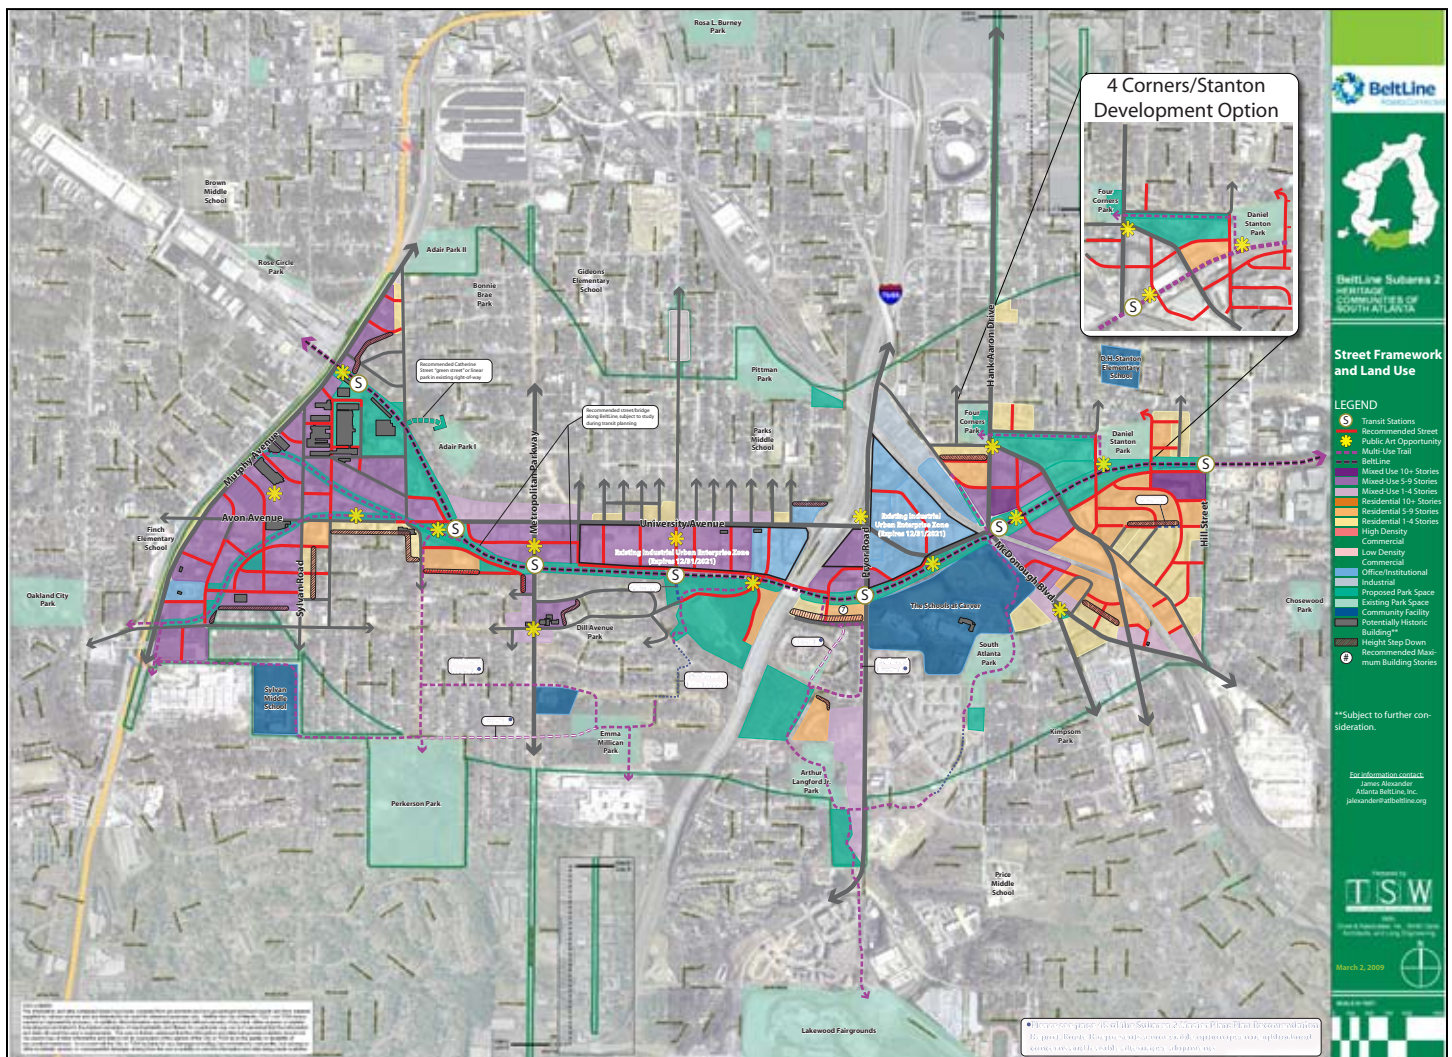 Rosa L. Burney
Park
4 Corners/Stanton
Development Option
Four
Corners
Park
Daniel
Stanton
Park
S
Brown
Middle
School
Adair Park II
Rose Circle
Park
Bonnie
Brae
Park
Gideons
Elementary
School
Hank Aaron Drive
D.H. Stanton
Elementary
School
Recommended Catherine
Street "green street" or linear
park in existing right-of-way
Pittman
Park
Recommended street/bridge
along BeltLine, subject to study
during transit planning
S
Four
Corners
Park
Parks
Middle
School
Daniel
Stanton
Park
Adair Park I
Murphy Avenue
Metropolitan Parkway
S
Avon Avenue
University Avenue
Existing Industrial
Urban Enterprise Zone
(Expires 12/31/2021)
Hill Street
Finch
Elementary
School
S
S
Existing Industrial Urban Enterprise Zone
(Expires 12/31/2021)
Pryor Road
McDonough Blvd
Sylvan Road
S
S
S
7
Oakland City
Park
The Schools at Carver
Chosewood
Park
Dill Avenue
Park
South
Atlanta
Park
Sylvan
Middle
School
Emma
Millican
Park
Kimpsom
Park
Arthur
Langford Jr.
Park
Perkerson Park
Price
Middle
School
Lakewood Fairgrounds
BeltLine
Atlanta Connected
BeltLine Subarea 2
HERITAGE
COMMUNITIES OF
SOUTH ATLANTA
Street Framework
and Land Use
LEGEND
S Transit Stations
Recommended Street
Public Art Opportunity
Multi-Use Trail
BeltLine
Mixed Use 10+ Stories
Mixed-Use 5-9 Stories
Mixed-Use 1-4 Stories
Residential 10+ Stories
Residential 5-9 Stories
Residential 1-4 Stories
High Density
Commercial
Low Density
Commercial
Office/Institutional
Industrial
Proposed Park Space
Existing Park Space
Community Facility
Potentially Historic
Building**
Height Step Down
# Recommended Maxi-
mum Building Stories
**Subject to further con-
sideration.
For information contact:
James Alexander
Atlanta BeltLine, Inc.
jalexander@atlbeltline.org
Prepared by
TSW
March 2, 2009